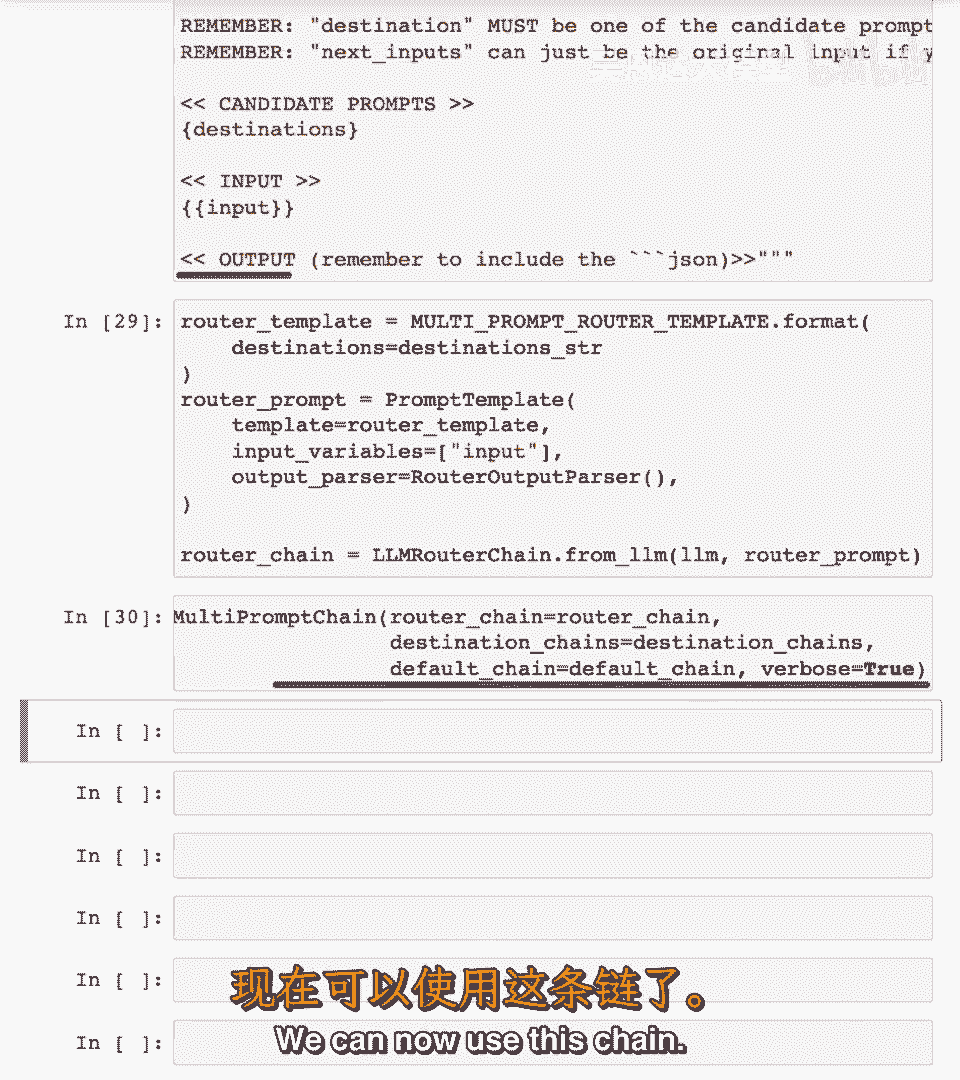 REMEMBER: "destination" MUST be one of the candidate prompt
REMEMBER: "next_inputs" can just be the original input if y
<< CANDIDATE PROMPTS >>
{destinations}
<< INPUT >>
{{input}}
<< OUTPUT (remember to include the ```json)>>"""
In [29]: router_template = MULTI_PROMPT_ROUTER_TEMPLATE.format(
    destinations=destinations_str
)
router_prompt = PromptTemplate(
    template=router_template,
    input_variables=["input"],
    output_parser=RouterOutputParser(),
)
router_chain = LLMRouterChain.from_llm(llm, router_prompt)
In [30]: MultiPromptChain(router_chain=router_chain,
destination_chains=destination_chains,
default_chain=default_chain, verbose=True)
In [ ]:
In [ ]:
In [ ]:
In [ ]:
In [ ]:
现在可以使用这条链了。
In [ ]:
We can now use this chain.